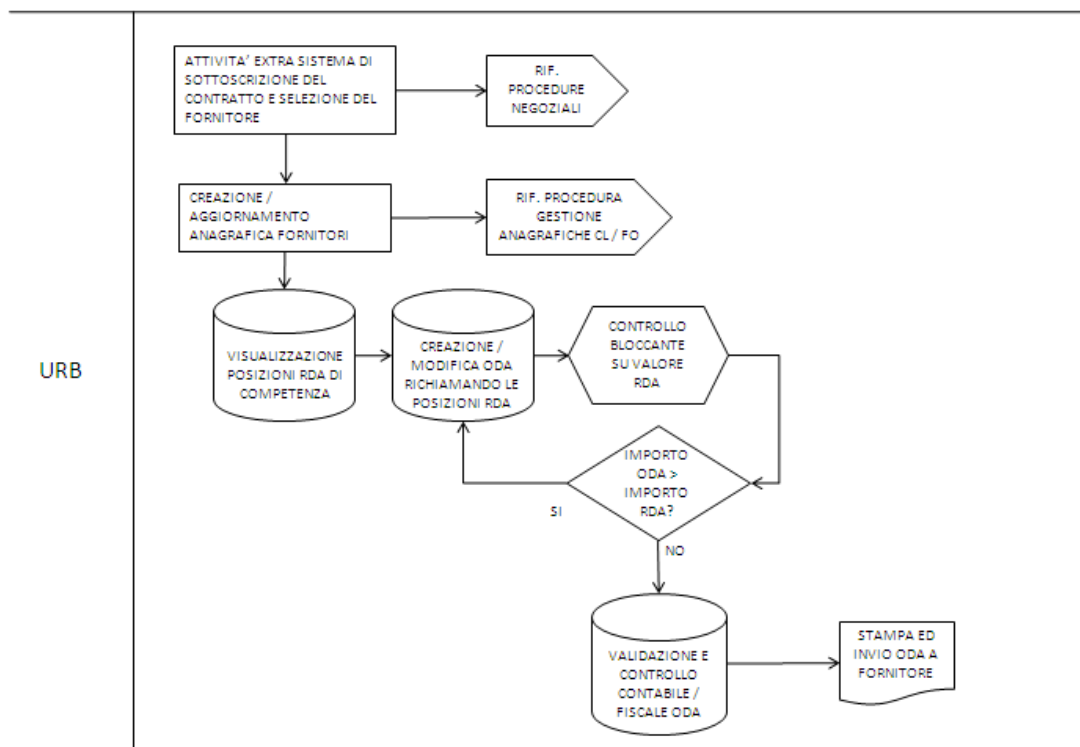 URB
ATTIVITA' EXTRA SISTEMA DI
SOTTOSCRIZIONE DEL
CONTRATTO E SELEZIONE DEL
FORNITORE
RIF.
PROCEDURE
NEGOZIALI
CREAZIONE /
AGGIORNAMENTO
ANAGRAFICA FORNITORI
RIF. PROCEDURA
GESTIONE
ANAGRAFICHE CL / FO
VISUALIZZAZIONE
POSIZIONI RDA DI
COMPETENZA
CREAZIONE /
MODIFICA ODA
RICHIAMANDO LE
POSIZIONI RDA
CONTROLLO
BLOCCANTE
SU VALORE
RDA
IMPORTO
ODA >
IMPORTO
RDA?
SI
NO
VALIDAZIONE E
CONTROLLO
CONTABILE /
FISCALE ODA
STAMPA ED
INVIO ODA A
FORNITORE